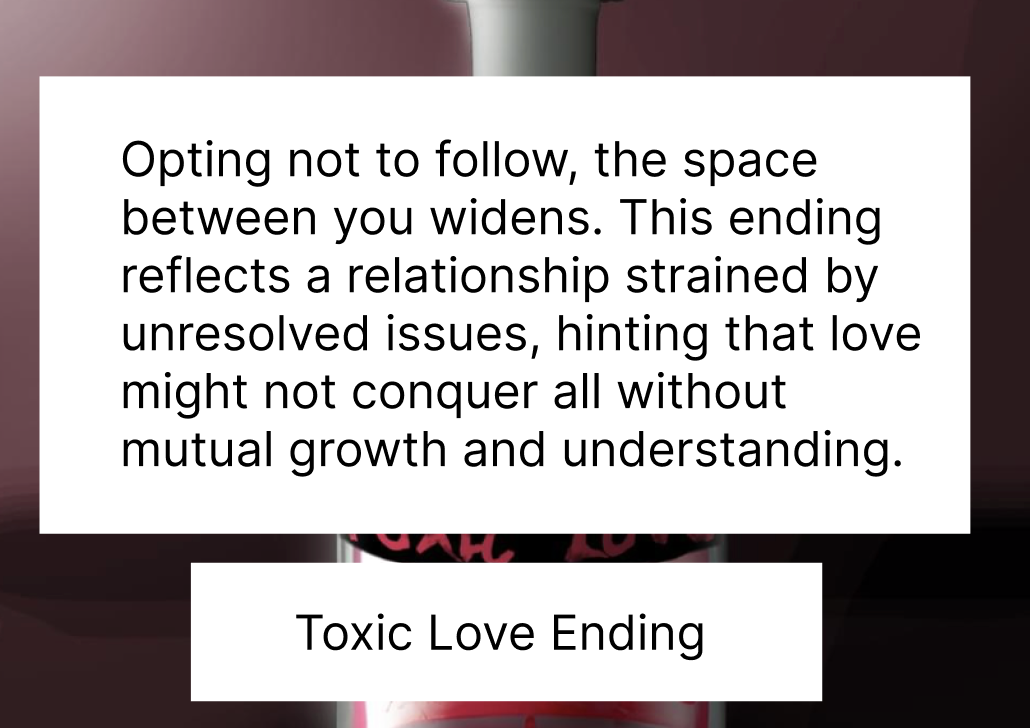 Opting not to follow, the space
between you widens. This ending
reflects a relationship strained by
unresolved issues, hinting that love
might not conquer all without
mutual growth and understanding.
Toxic Love Ending